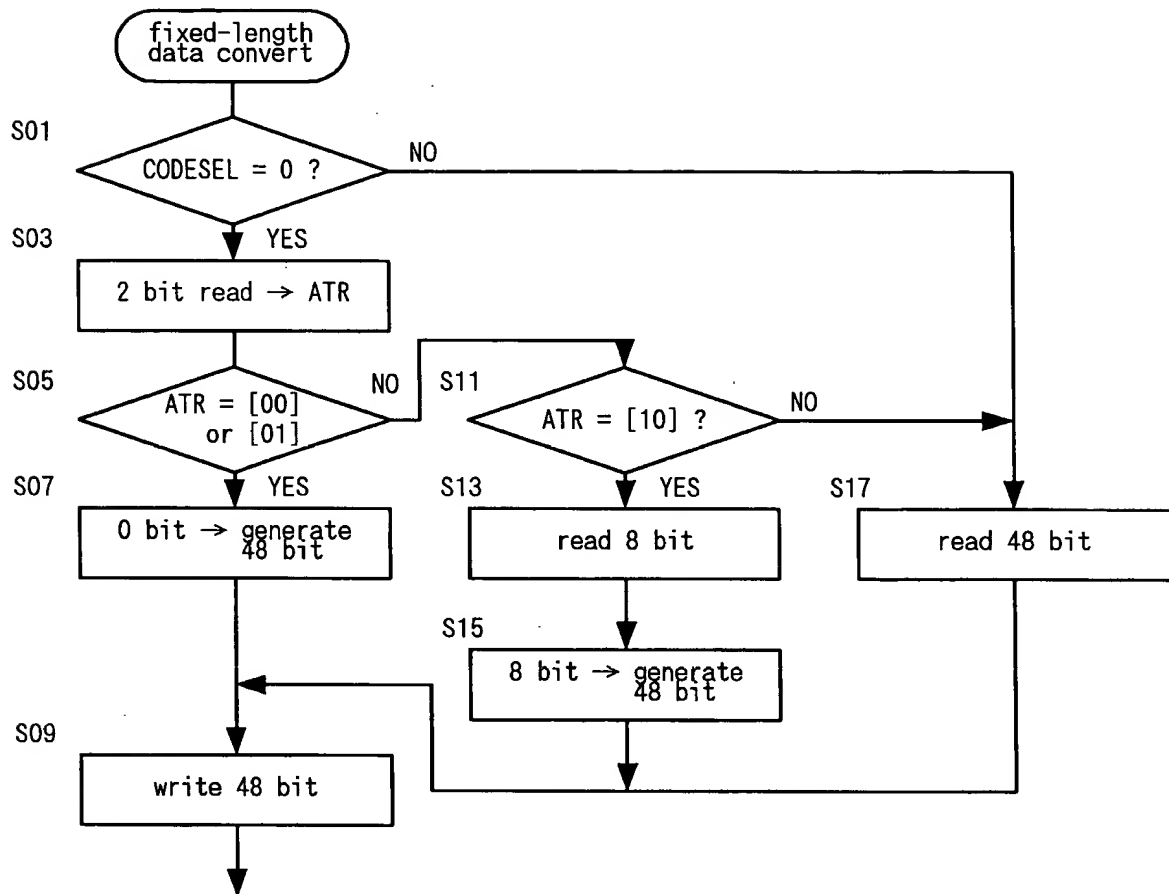 fixed-length
data convert
S01
CODESEL = 0 ?
NO
S03
YES
2 bit read → ATR
S05
ATR = [00]
or [01]
NO
S11
ATR = [10] ?
NO
S07
YES
0 bit → generate
48 bit
S13
YES
read 8 bit
S17
read 48 bit
S15
8 bit → generate
48 bit
S09
write 48 bit